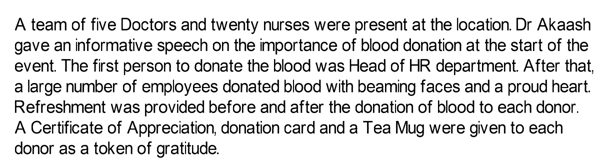 A team of five Doctors and twenty nurses were present at the location. Dr Akaash
gave an informative speech on the importance of blood donation at the start of the
event. The first person to donate the blood was Head of HR department. After that,
a large number of employees donated blood with beaming faces and a proud heart.
Refreshment was provided before and after the donation of blood to each donor.
A Certificate of Appreciation, donation card and a Tea Mug were given to each
donor as a token of gratitude.